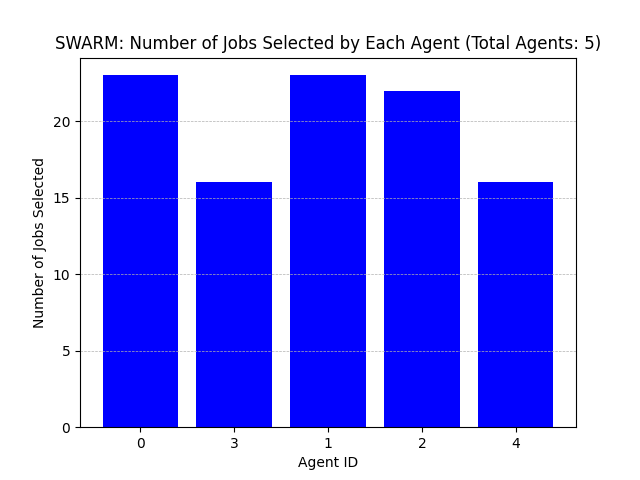 SWARM: Number of Jobs Selected by Each Agent (Total Agents: 5)
Number of Jobs Selected
20
15
10
5
0
0 3 1 2 4
Agent ID